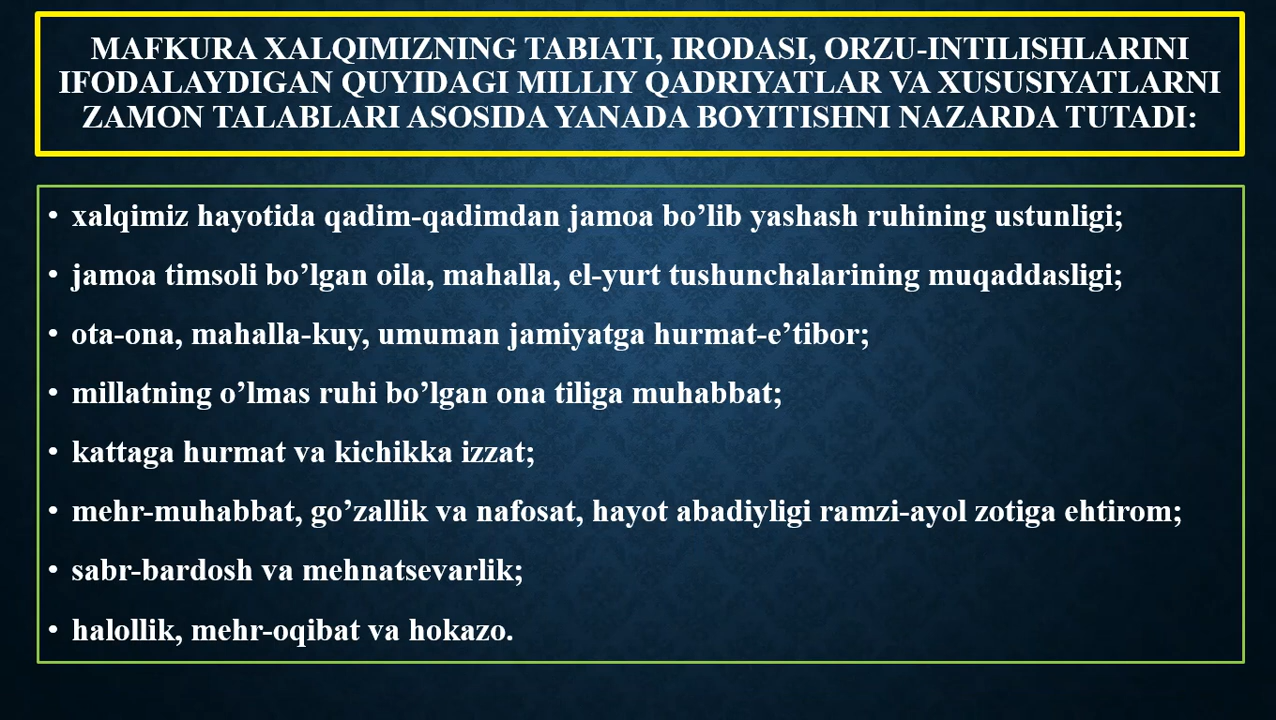 MAFKURA XALQIMIZNING TABIATI, IRODASI, ORZU-INTILISHLARINI
IFODALAYDIGAN QUYIDAGI MILLIY QADRIYATLAR VA XUSUSIYATLARNI
ZAMON TALABLARI ASOSIDA YANADA BOYITISHNI NAZARDA TUTADI:
• xalqimiz hayotida qadim-qadimdan jamoa bo’lib yashash ruhining ustunligi;
• jamoa timsoli bo’lgan oila, mahalla, el-yurt tushunchalarining muqaddasligi;
• ota-ona, mahalla-kuy, umuman jamiyatga hurmat-e’tibor;
• millatning o’lmas ruhi bo’lgan ona tiliga muhabbat;
• kattaga hurmat va kichikka izzat;
• mehr-muhabbat, go’zallik va nafosat, hayot abadiyligi ramzi-ayol zotiga ehtirom;
• sabr-bardosh va mehnatsevarlik;
• halollik, mehr-oqibat va hokazo.